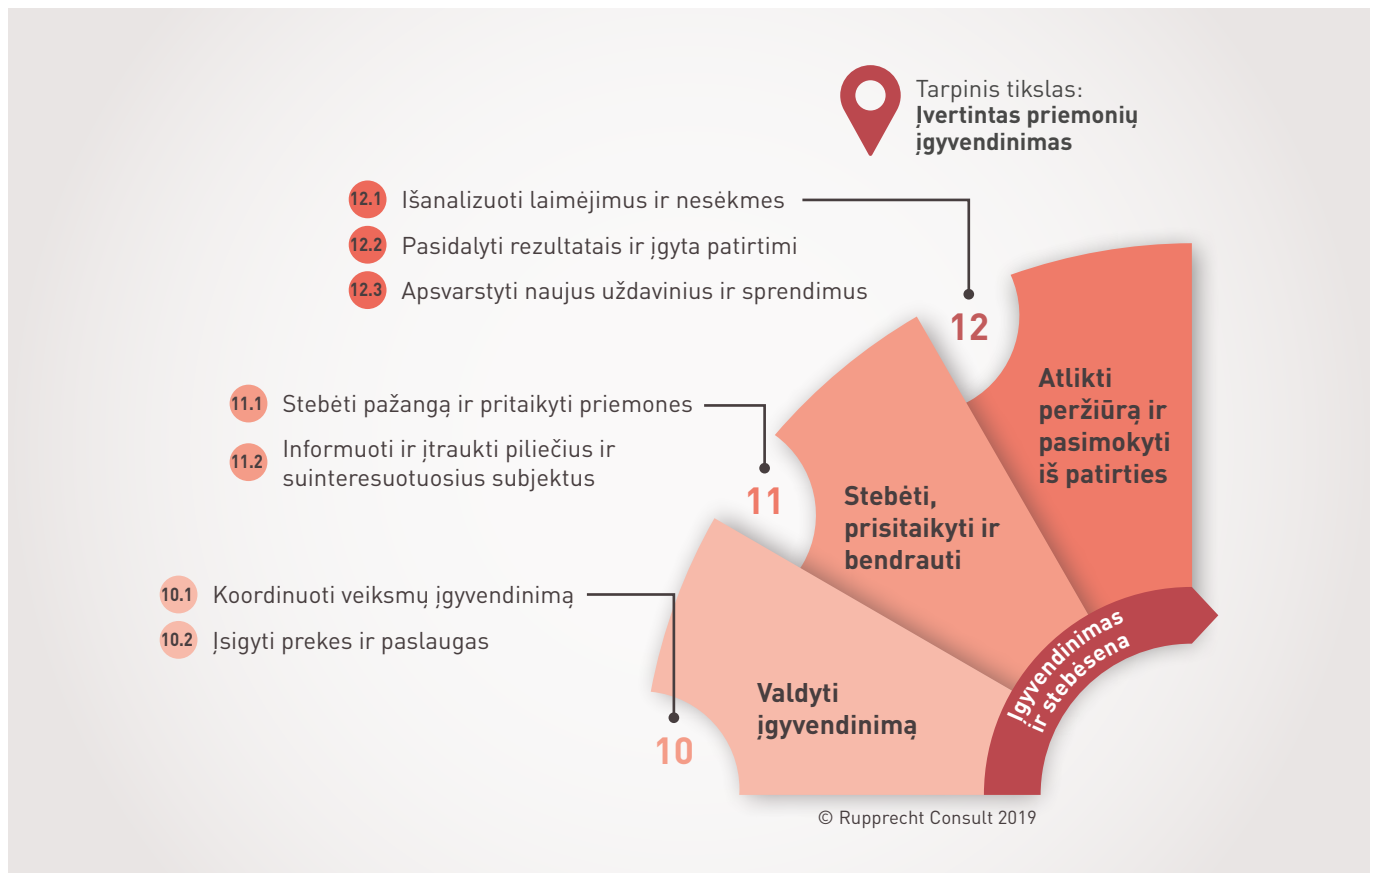 Tarpinis tikslas:
Įvertintas priemonių
įgyvendinimas
12.1 Išanalizuoti laimėjimus ir nesėkmes
12.2 Pasidalyti rezultatais ir įgyta patirtimi
12.3 Apsvarstyti naujus uždavinius ir sprendimus
12
Atlikti
peržiūrą ir
pasimokyti
iš patirties
11.1 Stebėti pažangą ir pritaikyti priemones
11.2 Informuoti ir įtraukti piliečius ir
suinteresuotuosius subjektus
11
Stebėti,
prisitaikyti ir
bendrauti
10.1 Koordinuoti veiksmų įgyvendinimą
10.2 Įsigyti prekes ir paslaugas
10
Valdyti
įgyvendinimą
Įgyvendinimas
ir stebėsena
© Rupprecht Consult 2019